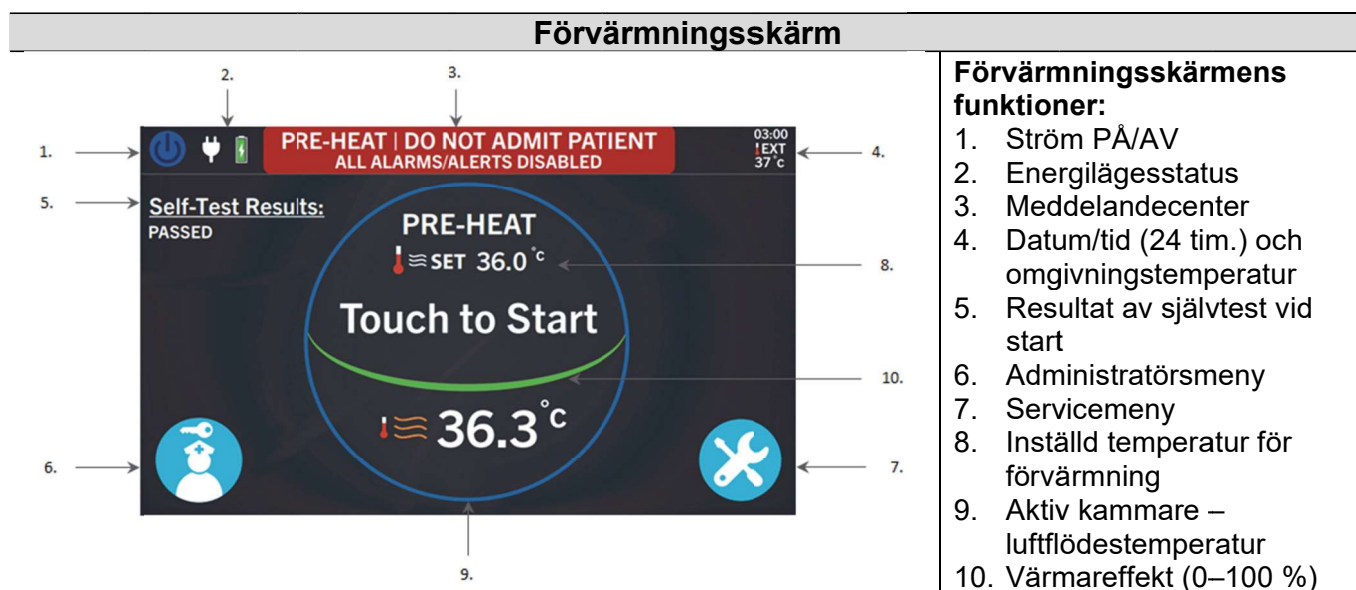 Förvärmningsskärm
2.
3.
1.
PRE-HEAT | DO NOT ADMIT PATIENT
ALL ALARMS/ALERTS DISABLED
03:00
EXT
37 °C
4.
5.
Self-Test Results:
PASSED
PRE-HEAT
SET 36.0 °C
8.
Touch to Start
10.
36.3 °C
6.
7.
9.
Förvärmningsskärmens
funktioner:
1. Ström PÅ/AV
2. Energilägesstatus
3. Meddelandecenter
4. Datum/tid (24 tim.) och
omgivningstemperatur
5. Resultat av självtest vid
start
6. Administratörsmeny
7. Servicemeny
8. Inställd temperatur för
förvärmning
9. Aktiv kammare –
luftflödestemperatur
10. Värmareffekt (0–100 %)